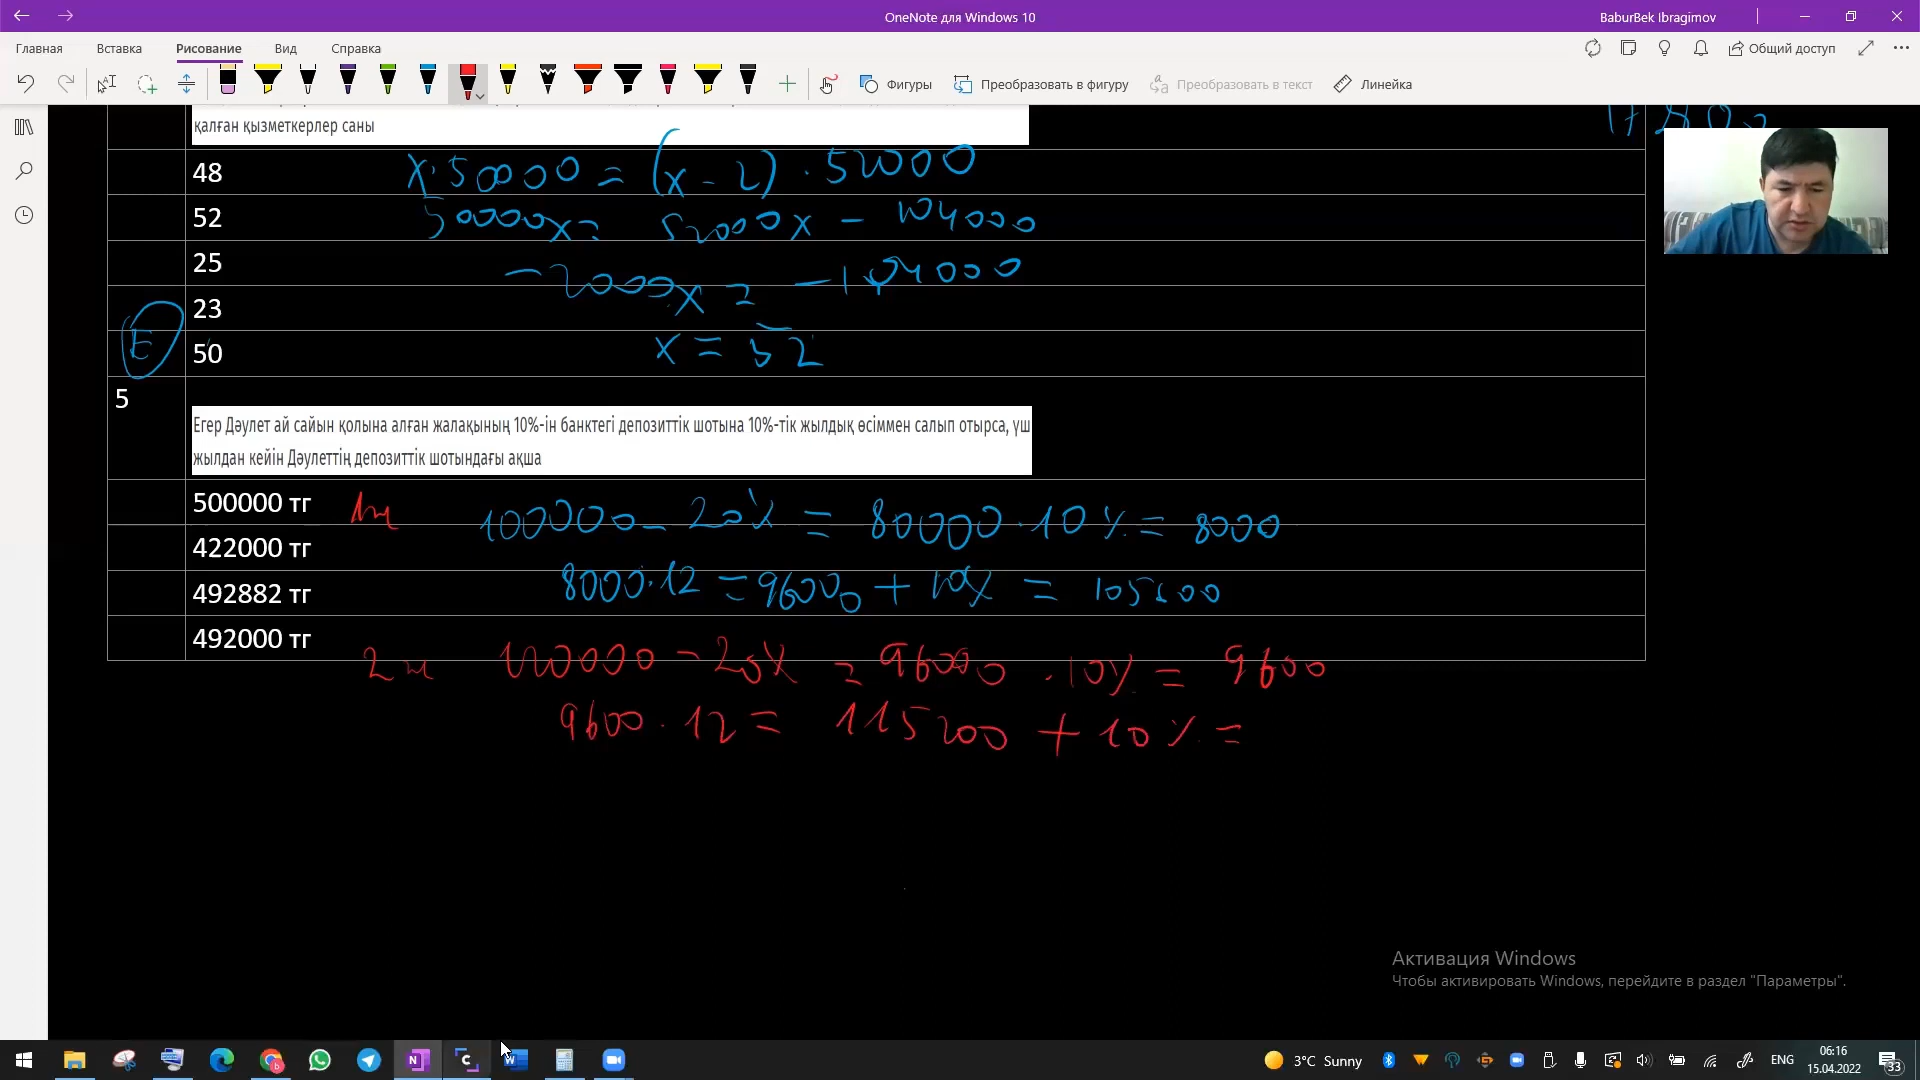 OneNote для Windows 10
BaburBek Ibragimov
Главная Вставка Рисование Вид Справка
Общий доступ
Фигуры Преобразовать в фигуру Преобразовать в текст Линейка
қалған қызметкерлер саны
48 x·50000 = (x - 2) · 52000
52 50000x = 52000x - 104000
25 -2000x = -104000
23
E 50 x = 52
5
Егер Дәулет ай сайын қолына алған жалақының 10%-ін банктегі депозиттік шотына 10%-тік жылдық өсіммен салып отырса, үш
жылдан кейін Дәулеттің депозиттік шотындағы ақша
500000 тг 1ж 100000 - 20% = 80000 · 10% = 8000
422000 тг
492882 тг 8000·12 = 96000 + 10% = 105600
492000 тг
2ж 120000 - 20% = 96000 · 10% = 9600
9600 · 12 = 115200 + 10% =
Активация Windows
Чтобы активировать Windows, перейдите в раздел "Параметры".
3°C Sunny
ENG
06:16
15.04.2022
33